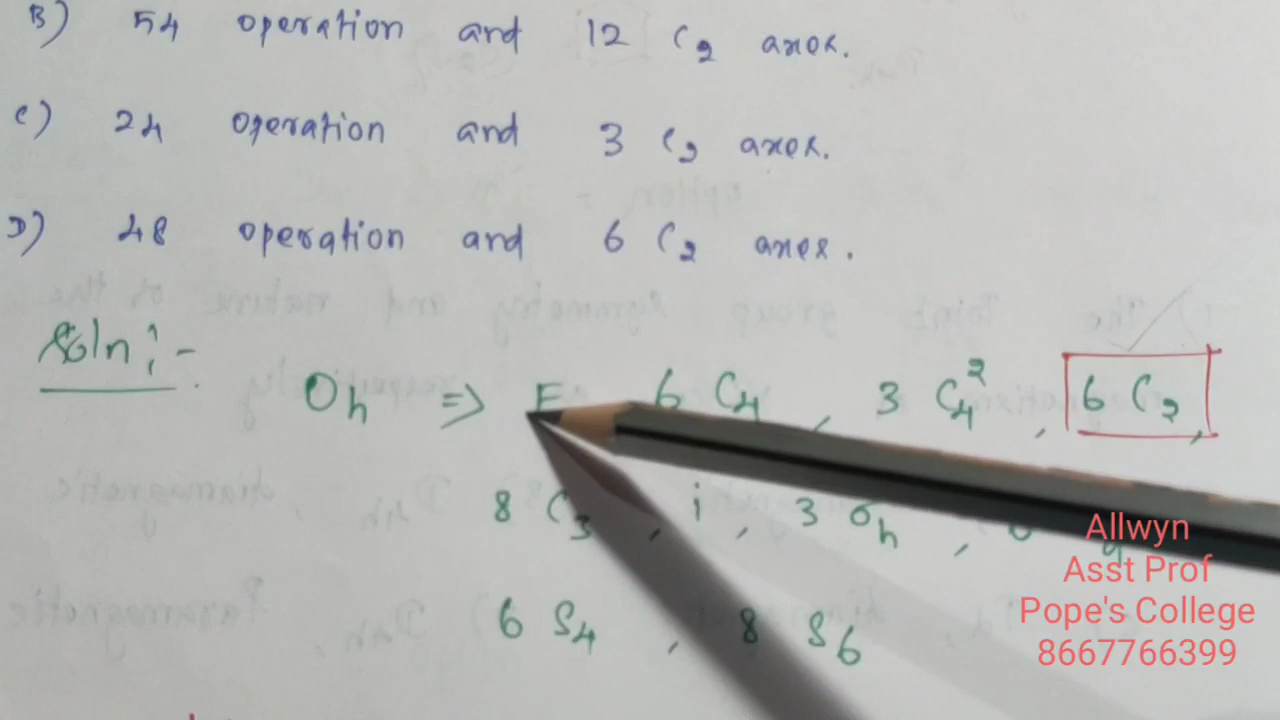 B) 54 operation and 12 C2 axes.
C) 24 operation and 3 C2 axes.
D) 48 operation and 6 C2 axes.
Soln:-
Oh => E 6 C4, 3 C4², 6 C2,
8 C3, i, 3 σh,
6 S4, 8 S6
Allwyn
Asst Prof
Pope's College
8667766399